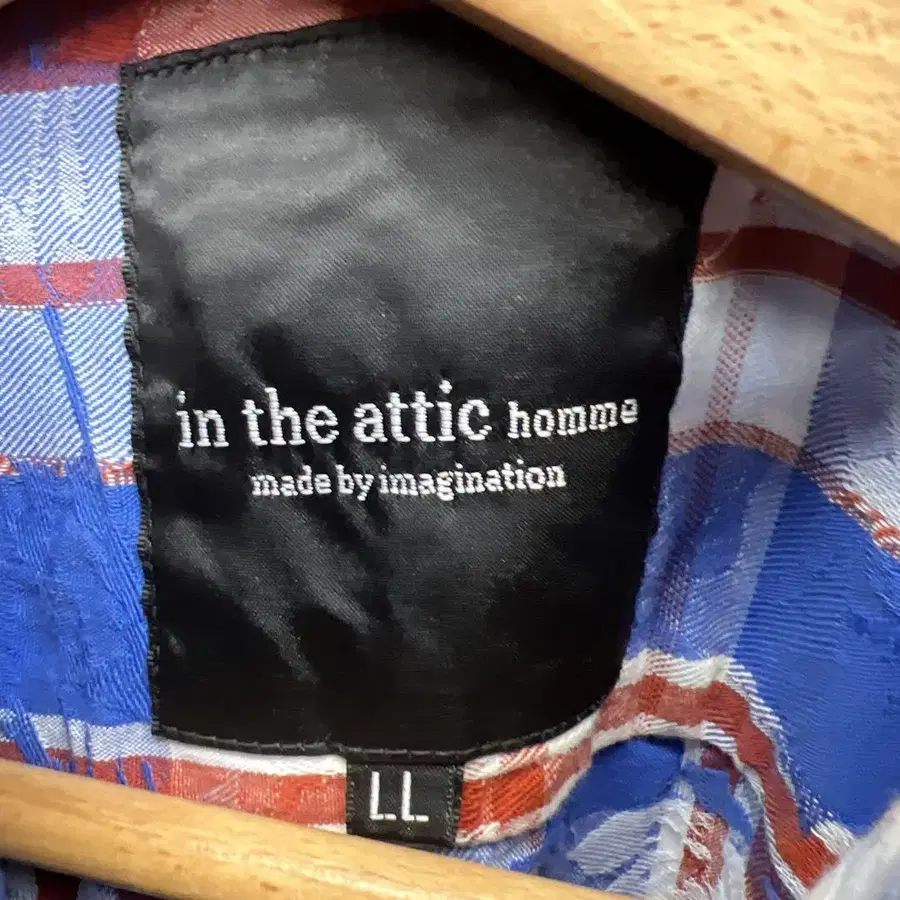 in the attic homme
made by imagination
LL